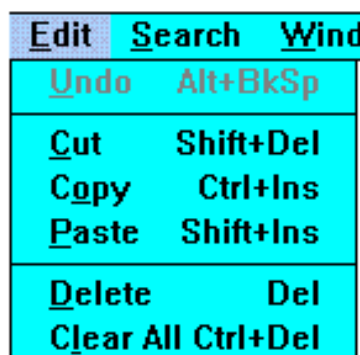 Edit Search Wind
Undo Alt+BkSp
Cut Shift+Del
Copy Ctrl+Ins
Paste Shift+Ins
Delete Del
Clear All Ctrl+Del